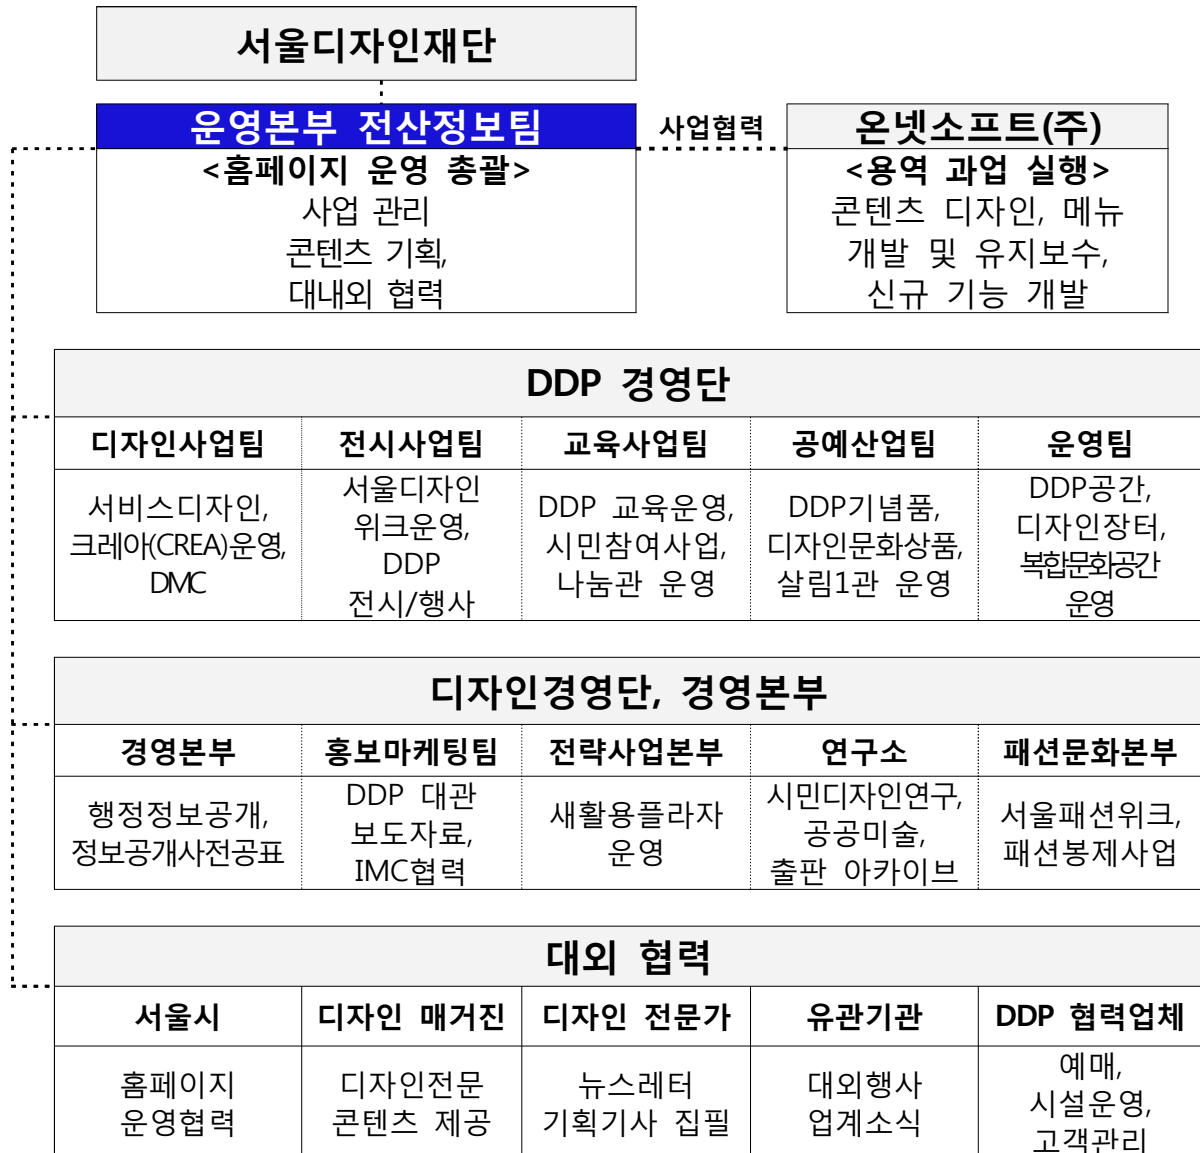 서울디자인재단
운영본부 전산정보팀
<홈페이지 운영 총괄>
사업 관리
콘텐츠 기획,
대내외 협력
사업협력
온넷소프트(주)
<용역 과업 실행>
콘텐츠 디자인, 메뉴
개발 및 유지보수,
신규 기능 개발
DDP 경영단
디자인사업팀
전시사업팀
교육사업팀
공예산업팀
운영팀
서비스디자인,
크레아(CREA)운영,
DMC
서울디자인
위크운영,
DDP
전시/행사
DDP 교육운영,
시민참여사업,
나눔관 운영
DDP기념품,
디자인문화상품,
살림1관 운영
DDP공간,
디자인장터,
복합문화공간
운영
디자인경영단, 경영본부
경영본부
홍보마케팅팀
전략사업본부
연구소
패션문화본부
행정정보공개,
정보공개사전공표
DDP 대관
보도자료,
IMC협력
새활용플라자
운영
시민디자인연구,
공공미술,
출판 아카이브
서울패션위크,
패션봉제사업
대외 협력
서울시
디자인 매거진
디자인 전문가
유관기관
DDP 협력업체
홈페이지
운영협력
디자인전문
콘텐츠 제공
뉴스레터
기획기사 집필
대외행사
업계소식
예매,
시설운영,
고객관리